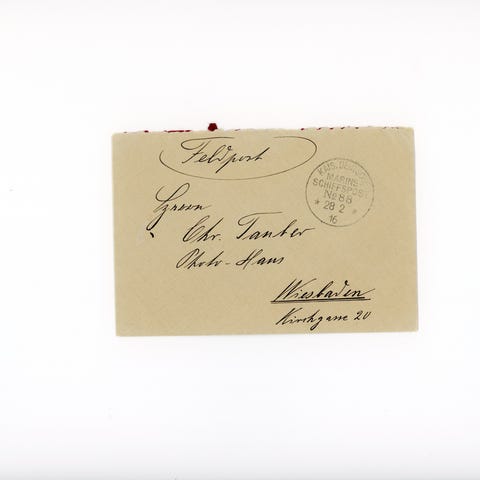 Feldpost
KAIS. DEUTSCHE
MARINE-
SCHIFFSPOST
No 88
* 28 2 *
16
Herrn
Chr. Tauber
Photo-Haus
Wiesbaden
Kirchgasse 20